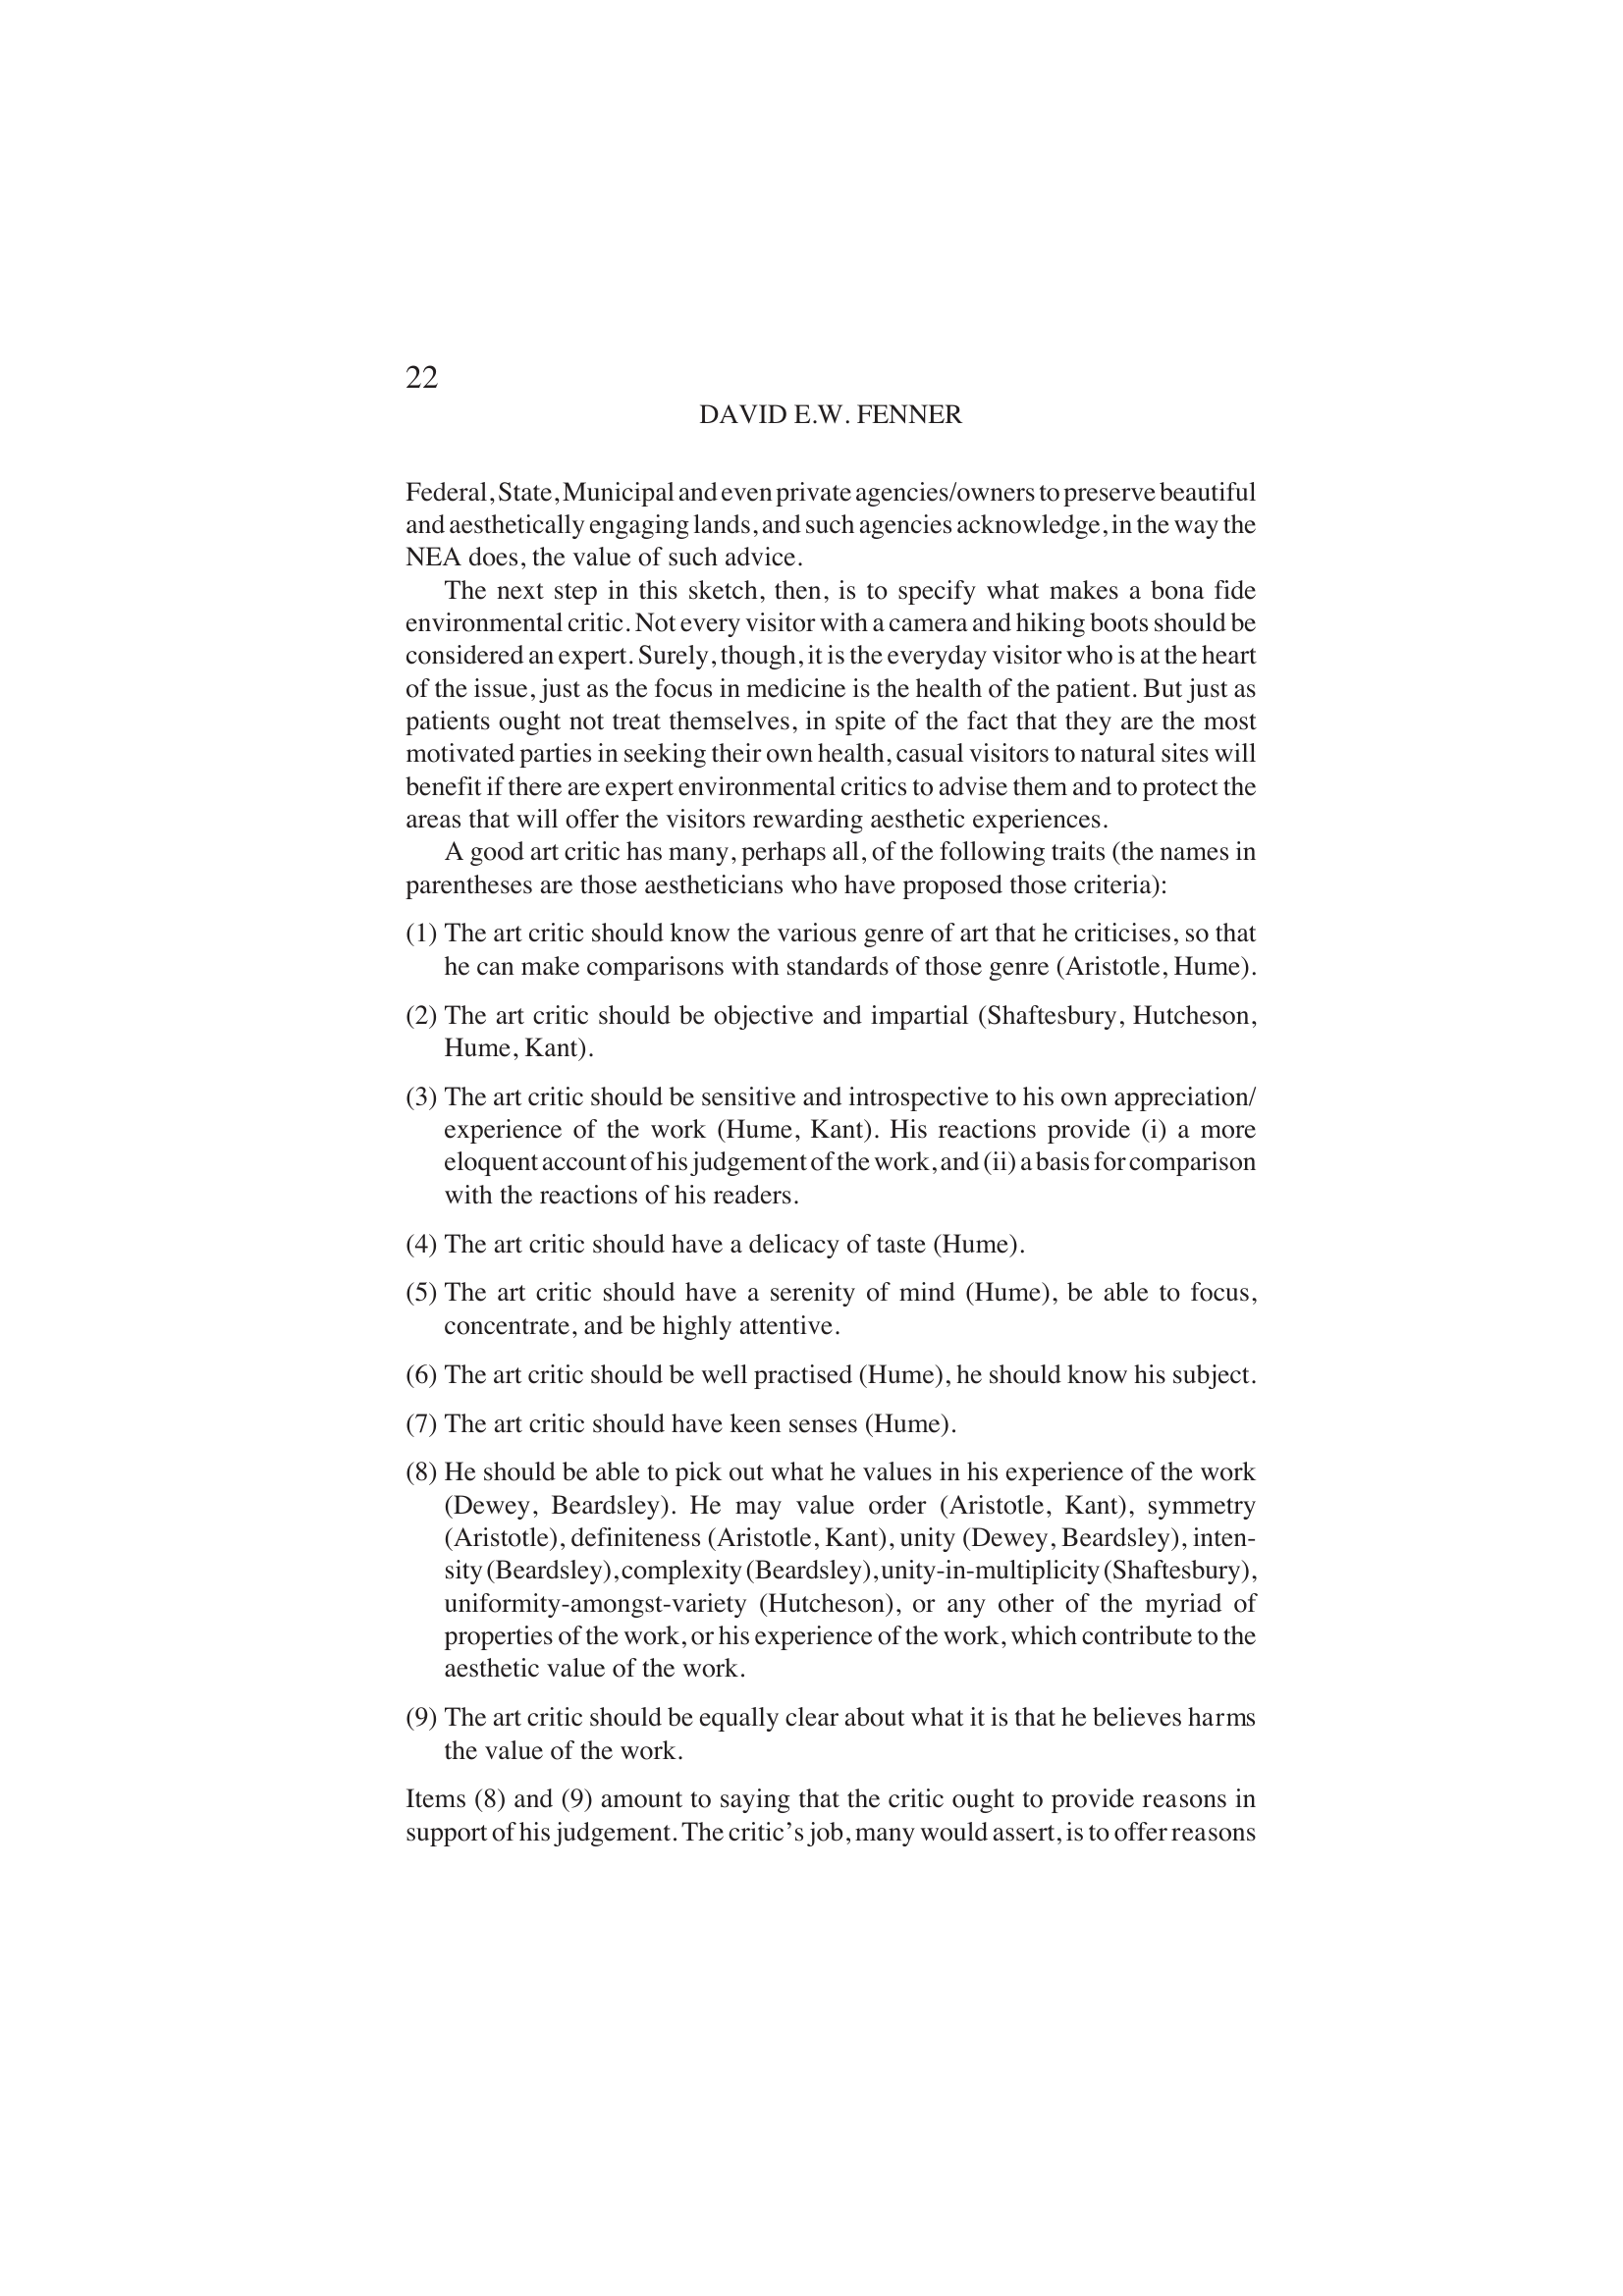 22
DAVID E.W. FENNER
Federal, State, Municipal and even private agencies/owners to preserve beautiful
and aesthetically engaging lands, and such agencies acknowledge, in the way the
NEA does, the value of such advice.
The next step in this sketch, then, is to specify what makes a bona fide
environmental critic. Not every visitor with a camera and hiking boots should be
considered an expert. Surely, though, it is the everyday visitor who is at the heart
of the issue, just as the focus in medicine is the health of the patient. But just as
patients ought not treat themselves, in spite of the fact that they are the most
motivated parties in seeking their own health, casual visitors to natural sites will
benefit if there are expert environmental critics to advise them and to protect the
areas that will offer the visitors rewarding aesthetic experiences.
A good art critic has many, perhaps all, of the following traits (the names in
parentheses are those aestheticians who have proposed those criteria):
(1) The art critic should know the various genre of art that he criticises, so that
he can make comparisons with standards of those genre (Aristotle, Hume).
(2) The art critic should be objective and impartial (Shaftesbury, Hutcheson,
Hume, Kant).
(3) The art critic should be sensitive and introspective to his own appreciation/
experience of the work (Hume, Kant). His reactions provide (i) a more
eloquent account of his judgement of the work, and (ii) a basis for comparison
with the reactions of his readers.
(4) The art critic should have a delicacy of taste (Hume).
(5) The art critic should have a serenity of mind (Hume), be able to focus,
concentrate, and be highly attentive.
(6) The art critic should be well practised (Hume), he should know his subject.
(7) The art critic should have keen senses (Hume).
(8) He should be able to pick out what he values in his experience of the work
(Dewey, Beardsley). He may value order (Aristotle, Kant), symmetry
(Aristotle), definiteness (Aristotle, Kant), unity (Dewey, Beardsley), inten-
sity (Beardsley), complexity (Beardsley), unity-in-multiplicity (Shaftesbury),
uniformity-amongst-variety (Hutcheson), or any other of the myriad of
properties of the work, or his experience of the work, which contribute to the
aesthetic value of the work.
(9) The art critic should be equally clear about what it is that he believes harms
the value of the work.
Items (8) and (9) amount to saying that the critic ought to provide reasons in
support of his judgement. The critic's job, many would assert, is to offer reasons